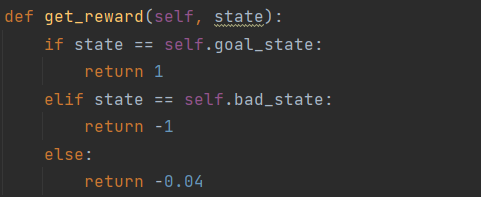 def get_reward(self, state):
    if state == self.goal_state:
        return 1
    elif state == self.bad_state:
        return -1
    else:
        return -0.04